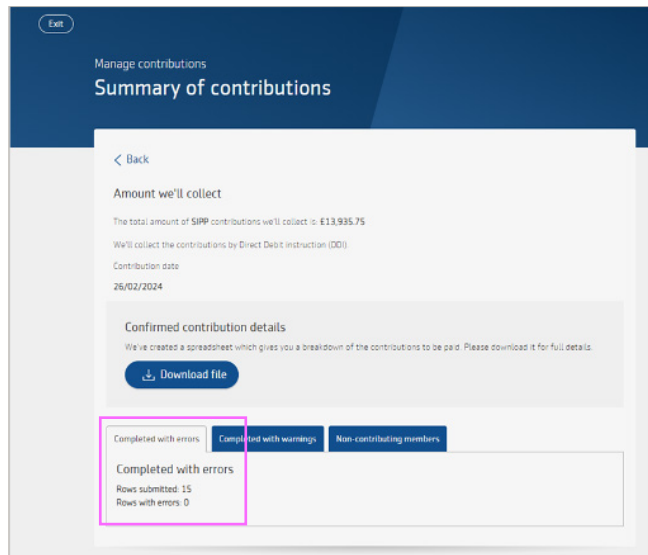 Exit
Manage contributions
Summary of contributions
Back
Amount we'll collect
The total amount of SIPP contributions we'll collect is: £13,935.75
We'll collect the contributions by Direct Debit instruction (DDI)
Contribution date
26/02/2024
Confirmed contribution details
We've created a spreadsheet which gives you a breakdown of the contributions to be paid. Please download it for full details.
Download file
Completed with errors Completed with warnings Non-contributing members
Completed with errors
Rows submitted: 15
Rows with errors: 0